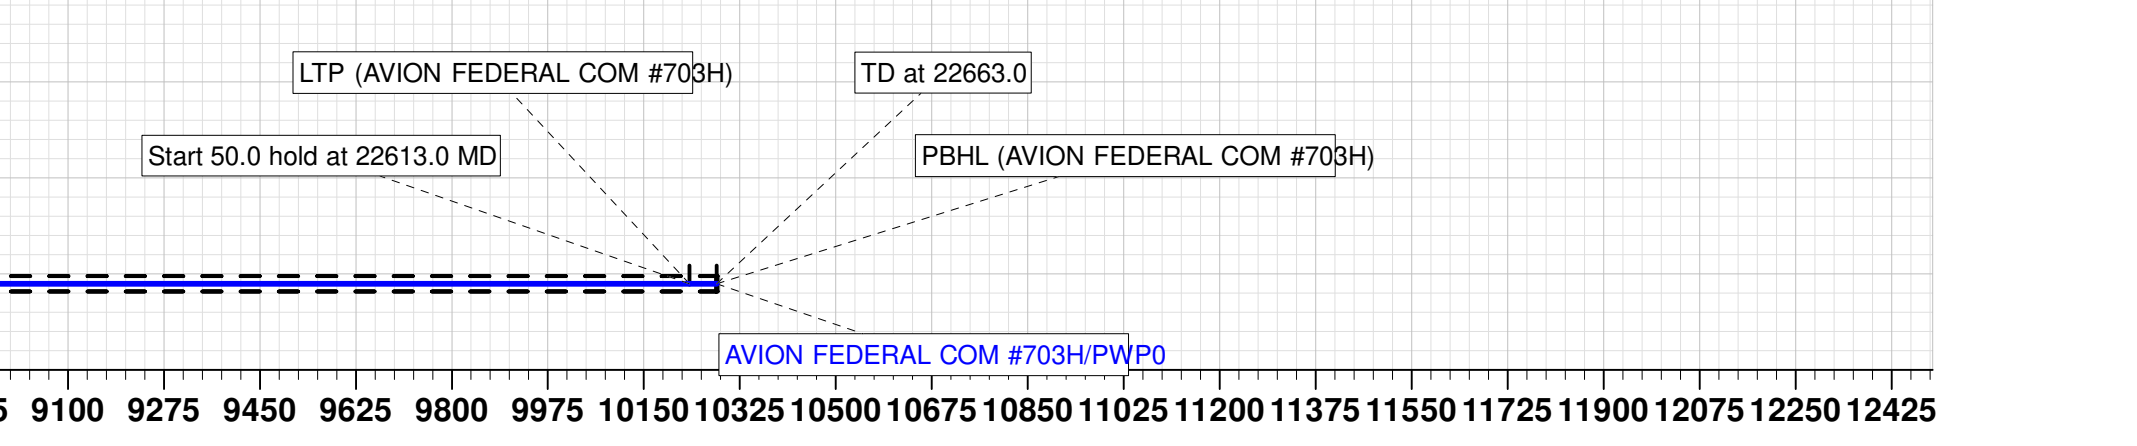 LTP (AVION FEDERAL COM #703H)
TD at 22663.0
Start 50.0 hold at 22613.0 MD
PBHL (AVION FEDERAL COM #703H)
AVION FEDERAL COM #703H/PWP0
5 9100 9275 9450 9625 9800 9975 10150 10325 10500 10675 10850 11025 11200 11375 11550 11725 11900 12075 12250 12425